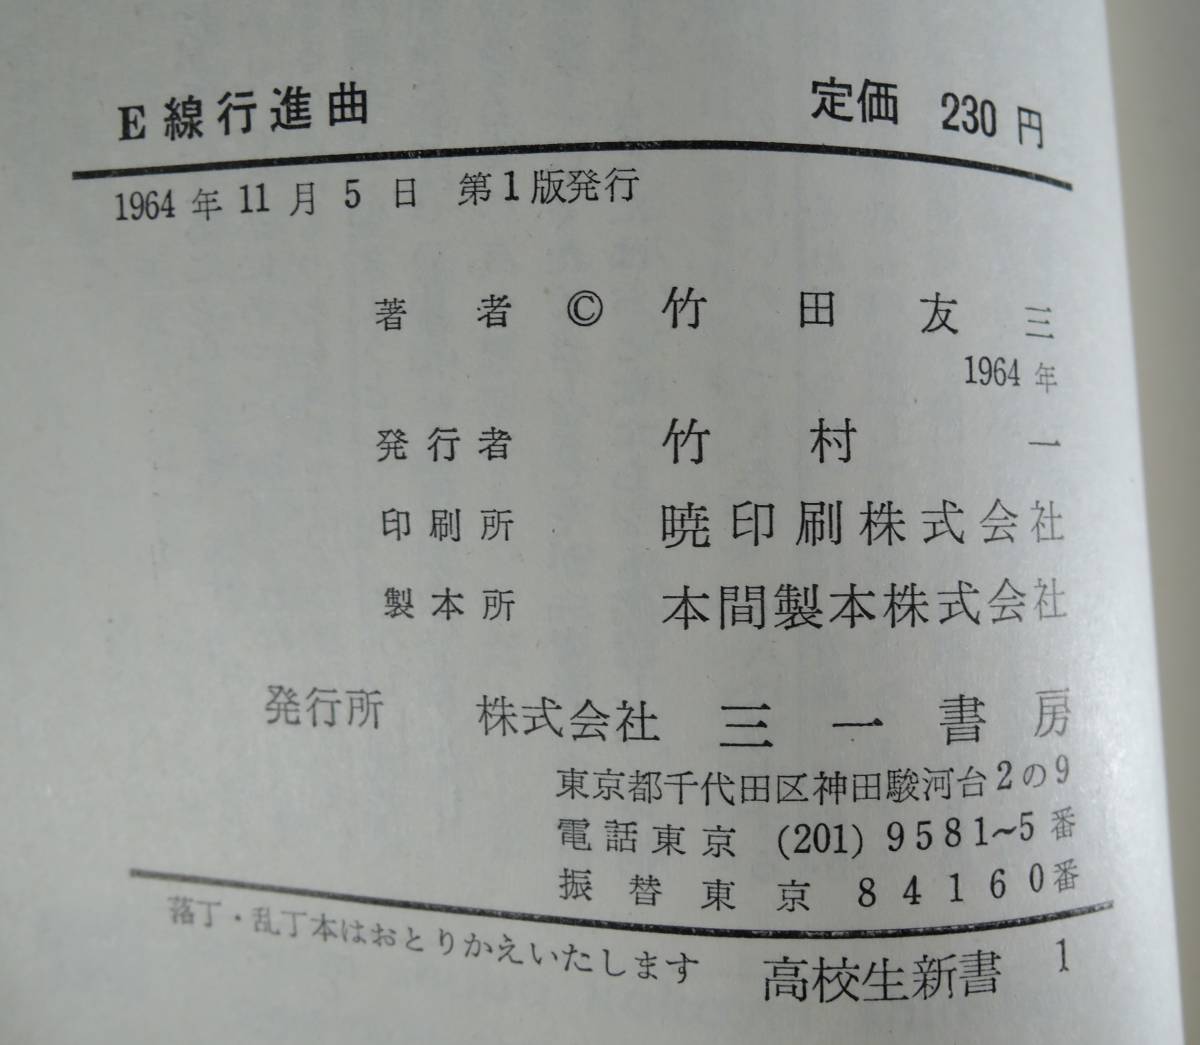 E線行進曲 定価 230円
1964年11月5日 第1版発行
著者 © 竹田友三
1964年
発行者 竹村一
印刷所 暁印刷株式会社
製本所 本間製本株式会社
発行所 株式会社 三一書房
東京都千代田区神田駿河台2の9
電話東京 (201) 9581~5番
振替東京 84160番
落丁・乱丁本はおとりかえいたします 高校生新書 1